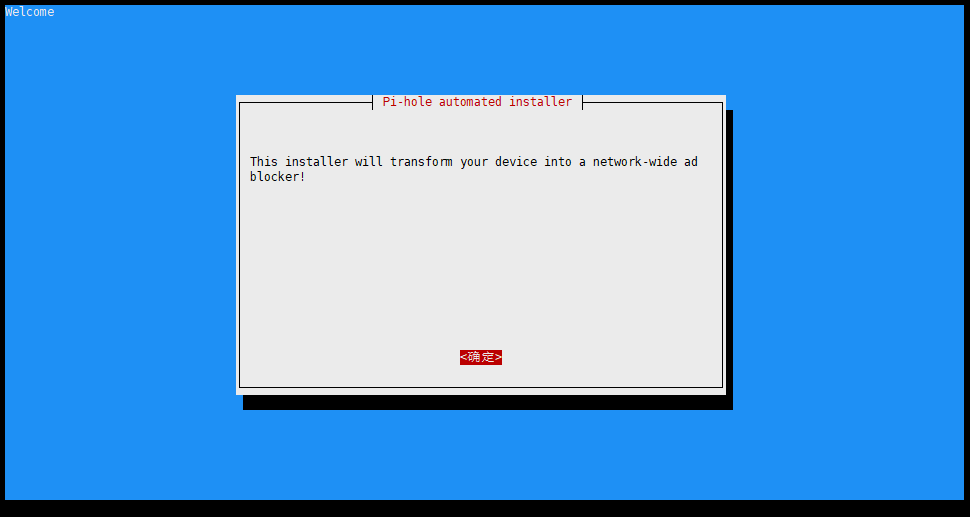 Welcome
Pi-hole automated installer
This installer will transform your device into a network-wide ad
blocker!
<确定>